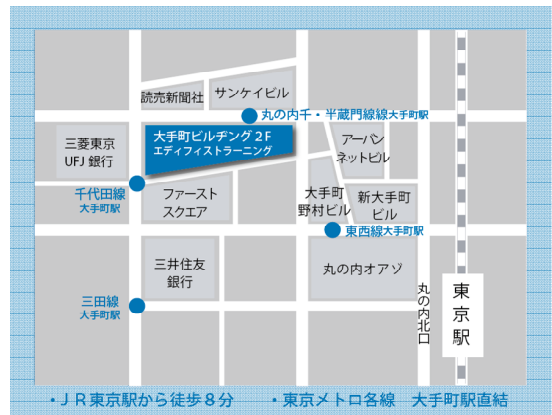 読売新聞社
サンケイビル
丸の内千・半蔵門線線大手町駅
三菱東京
UFJ 銀行
大手町ビルヂング2F
エディフィストラーニング
アーバン
ネットビル
千代田線
大手町駅
ファースト
スクエア
大手町
野村ビル
新大手町
ビル
東西線大手町駅
三井住友
銀行
丸の内オアゾ
三田線
大手町駅
丸の内北口
東京駅
・JR東京駅から徒歩8分 ・東京メトロ各線 大手町駅直結